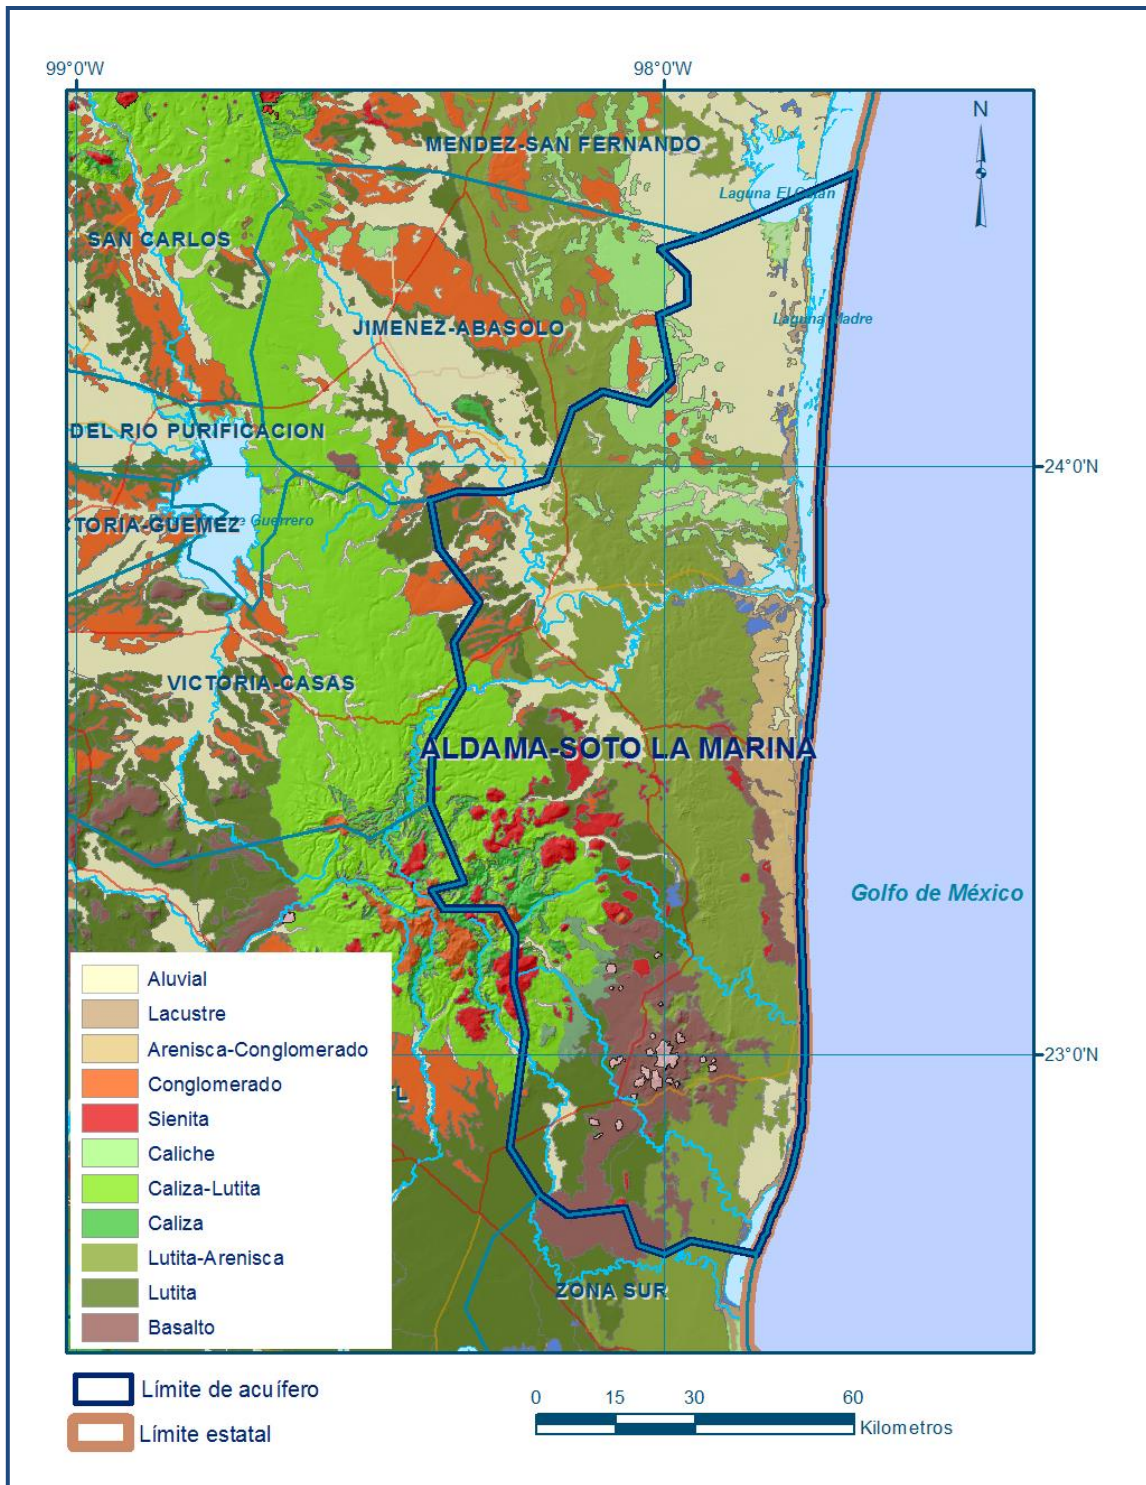 99°0'W
98°0'W
N
MENDEZ-SAN FERNANDO
Laguna El Catán
SAN CARLOS
Laguna Madre
JIMENEZ-ABASOLO
DEL RIO PURIFICACION
24°0'N
TORIA-GÜEMEZ
Guerrero
VICTORIA-CASAS
ALDAMA-SOTO LA MARINA
Golfo de México
Aluvial
Lacustre
Arenisca-Conglomerado
Conglomerado
Sienita
Caliche
Caliza-Lutita
Caliza
Lutita-Arenisca
Lutita
Basalto
23°0'N
ZONA SUR
Límite de acuífero
Límite estatal
0 15 30 60
Kilometros